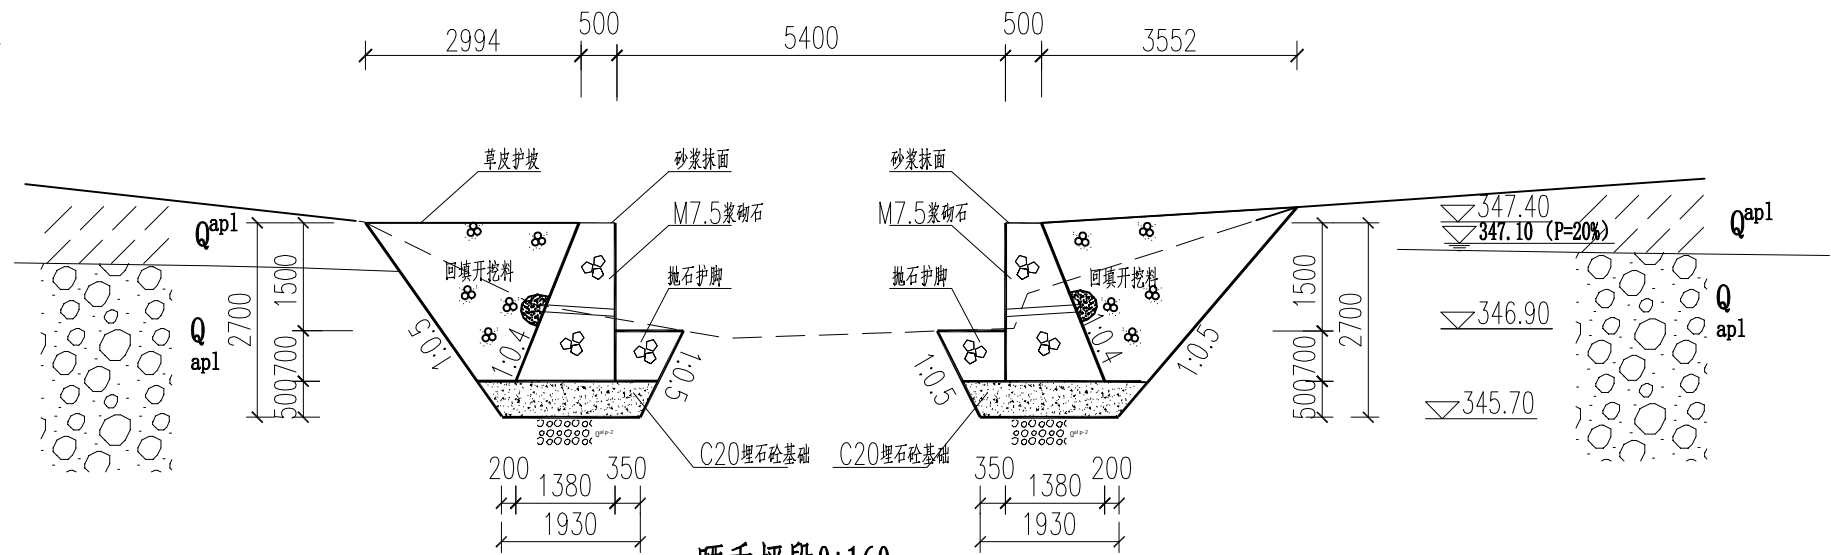 2994
500
5400
500
3552
草皮护坡
砂浆抹面
砂浆抹面
M7.5浆砌石
M7.5浆砌石
347.40
347.10 (P=20%)
Qapl
Qapl
回填开挖料
抛石护脚
抛石护脚
回填开挖料
1500
2700
1500
2700
346.90
Q
apl
Q
apl
1:0.5
1:0.4
1:0.5
1:0.5
1:0.4
1:0.5
700
500
700
500
345.70
C20埋石砼基础
C20埋石砼基础
200
350
350
200
1380
1380
1930
1930